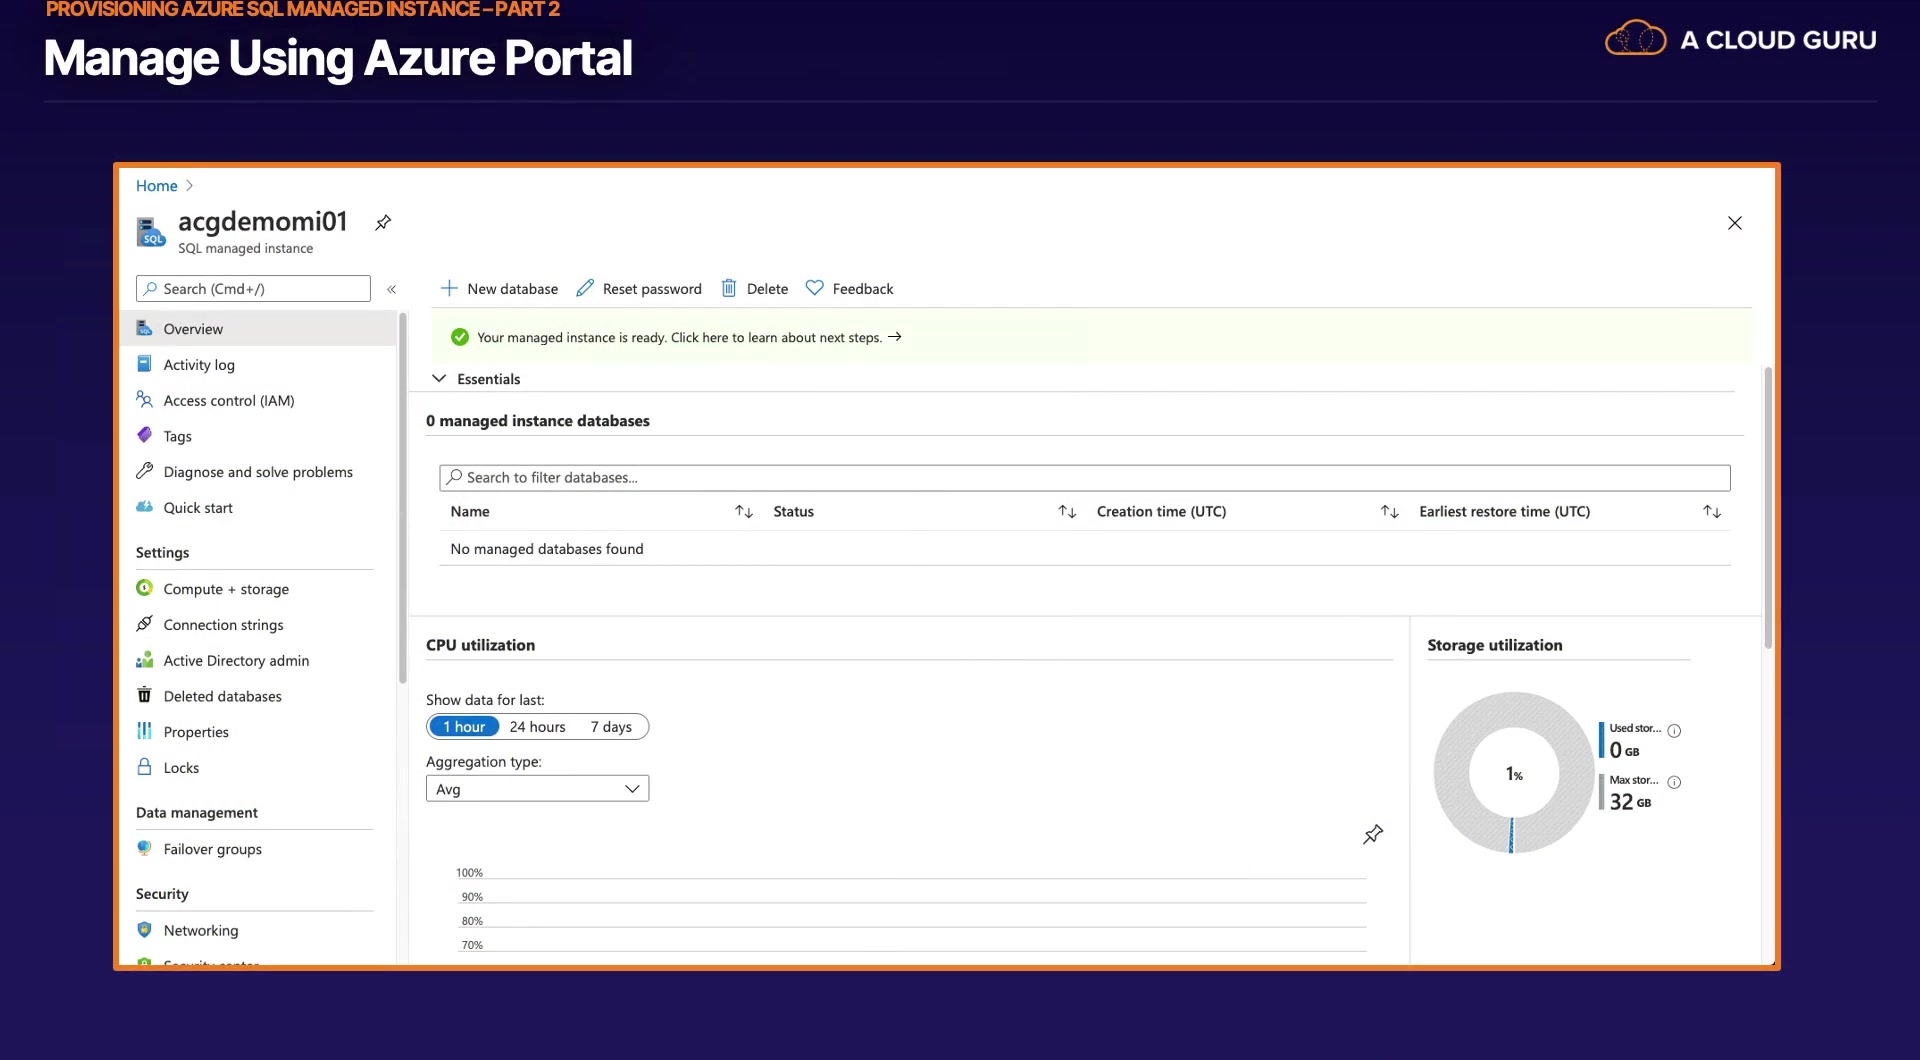 PROVISIONING AZURE SQL MANAGED INSTANCE – PART 2
Manage Using Azure Portal
A CLOUD GURU
Home >
acgdemomi01
SQL
SQL managed instance
Search (Cmd+/)
«
New database
Reset password
Delete
Feedback
Overview
Activity log
Access control (IAM)
Tags
Diagnose and solve problems
Quick start
Settings
Compute + storage
Connection strings
Active Directory admin
Deleted databases
Properties
Locks
Data management
Failover groups
Security
Networking
Security center
Your managed instance is ready. Click here to learn about next steps. →
Essentials
0 managed instance databases
Search to filter databases...
Name ↑↓ Status ↑↓ Creation time (UTC) ↑↓ Earliest restore time (UTC) ↑↓
No managed databases found
CPU utilization
Show data for last:
1 hour 24 hours 7 days
Aggregation type:
Avg
100%
90%
80%
70%
Storage utilization
1%
Used stor...
0 GB
Max stor...
32 GB